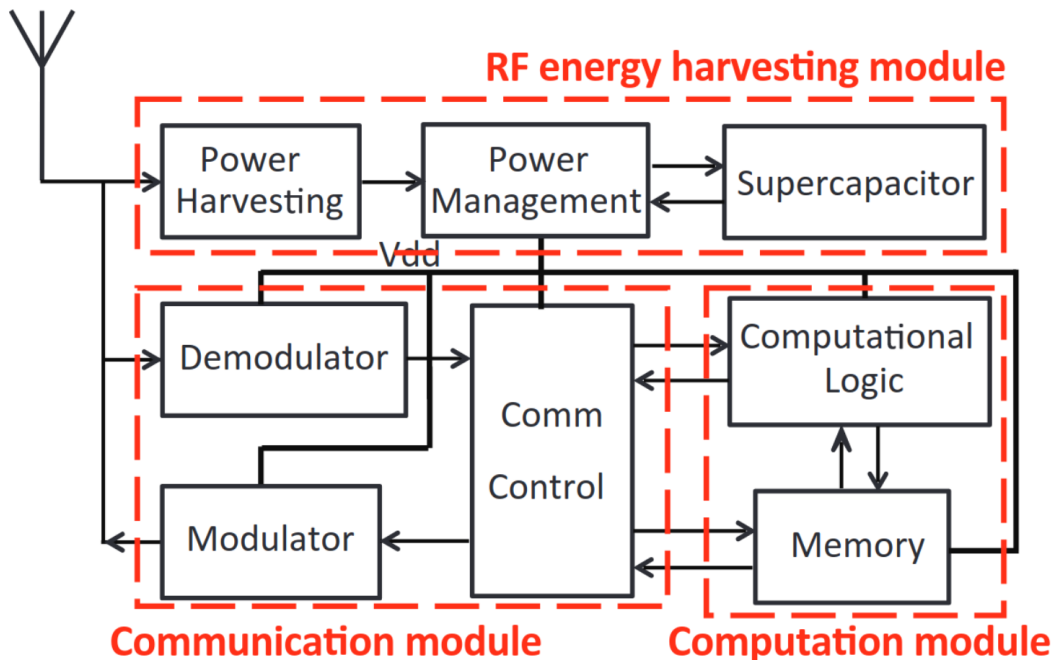 RF energy harvesting module
Power
Harvesting
Power
Management
Supercapacitor
Vdd
Demodulator
Comm
Control
Computational
Logic
Modulator
Memory
Communication module
Computation module